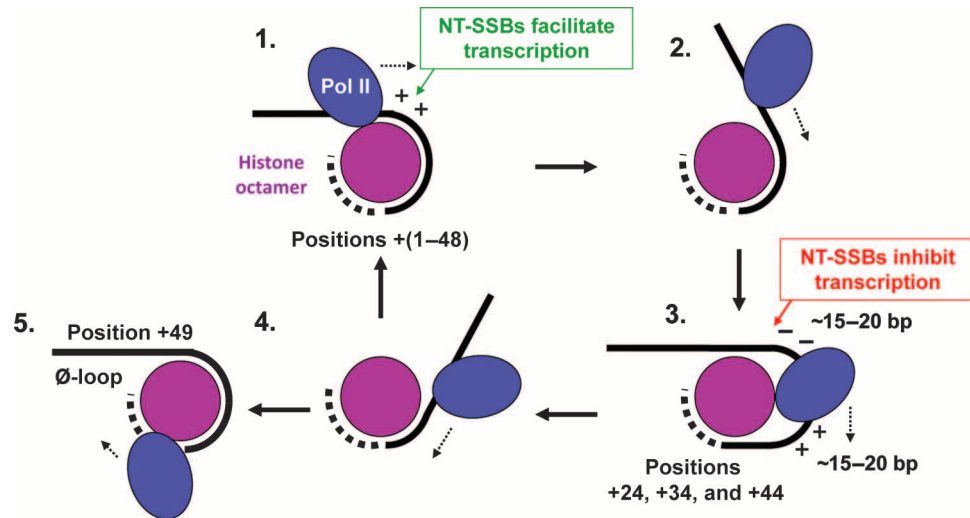 1.
NT-SSBs facilitate
transcription
2.
Pol II
+
+
Histone
octamer
Positions +(1–48)
NT-SSBs inhibit
transcription
3.
– ~15–20 bp
–
+
+
~15–20 bp
Positions
+24, +34, and +44
4.
5.
Position +49
Ø-loop